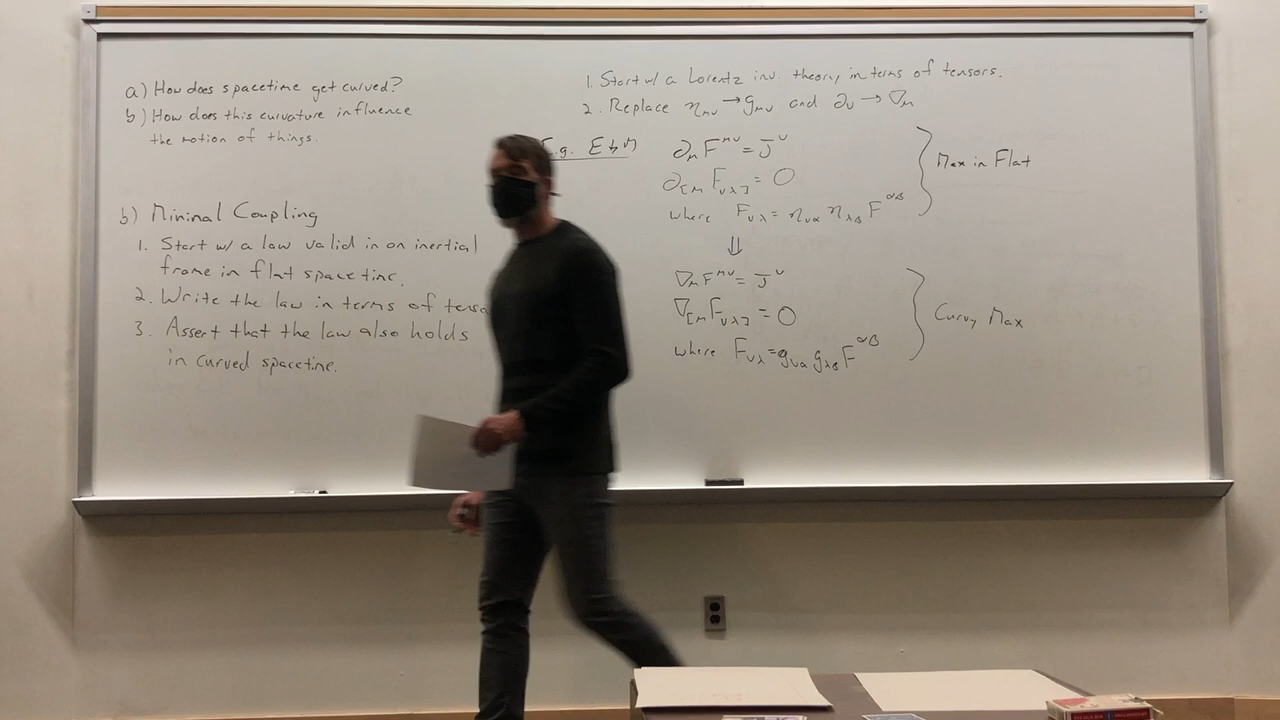 a) How does spacetime get curved?
b) How does this curvature influence
the motion of things.
b) Minimal Coupling
1. Start w/ a law valid in an inertial
frame in flat spacetime.
2. Write the law in terms of tenso
3. Assert that the law also holds
in curved spacetime.
1. Start w/ a Lorentz inv. theory, in terms of tensors.
2. Replace η_μν → g_μν and ∂_ν → ∇_μ
E.g. E&M
∂_μ F^μν = J^ν
∂_[μ F_νλ] = 0
where F_νλ = η_να η_λβ F^αβ
} Max in Flat
⇓
∇_μ F^μν = J^ν
∇_[μ F_νλ] = 0
where F_νλ = g_να g_λβ F^αβ
} Curvy Max